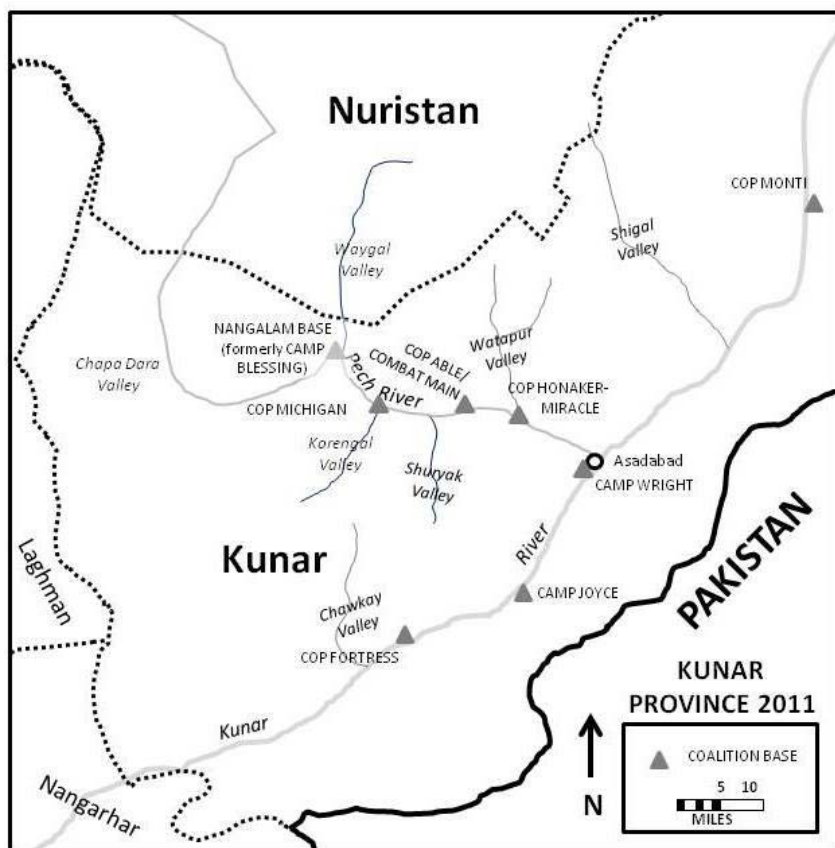 Nuristan
COP MONTI
Shigal
Valley
Waygal
Valley
NANGALAM BASE
(formerly CAMP
BLESSING)
Chapa Dara
Valley
Watapur
Valley
COP ABLE/
COMBAT MAIN
Pech River
COP HONAKER-
MIRACLE
COP MICHIGAN
Korengal
Valley
Shuryak
Valley
Asadabad
CAMP WRIGHT
Laghman
Kunar
River
PAKISTAN
Chawkay
Valley
CAMP JOYCE
COP FORTRESS
Kunar
Nangarhar
KUNAR
PROVINCE 2011
COALITION BASE
5 10
MILES
N